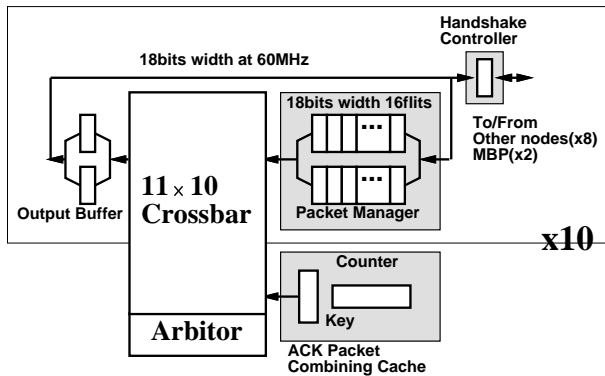 Handshake
Controller
18bits width at 60MHz
18bits width 16flits
To/From
Other nodes(x8)
MBP(x2)
11 × 10
Crossbar
Output Buffer
Packet Manager
x10
Counter
Key
Arbitor
ACK Packet
Combining Cache